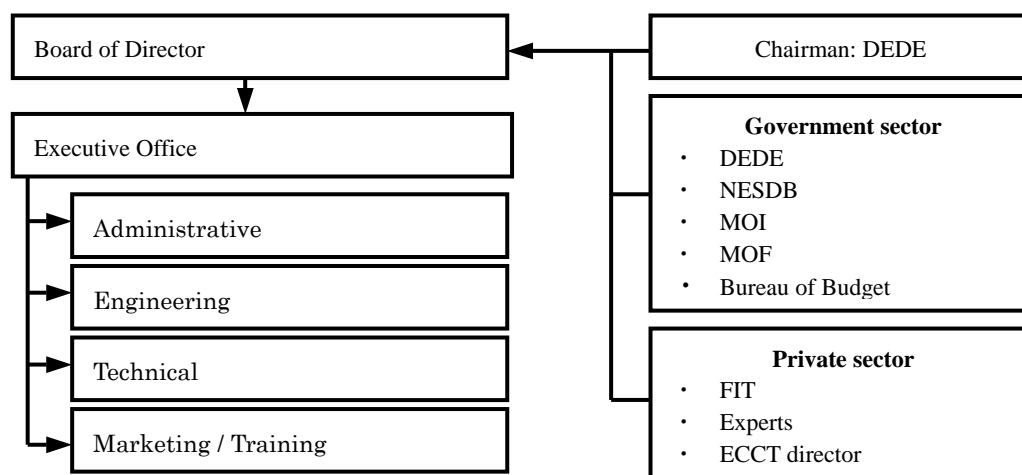 Board of Director
Executive Office
Administrative
Engineering
Technical
Marketing / Training
Chairman: DEDE
Government sector
・ DEDE
・ NESDB
・ MOI
・ MOF
・ Bureau of Budget
Private sector
・ FIT
・ Experts
・ ECCT director